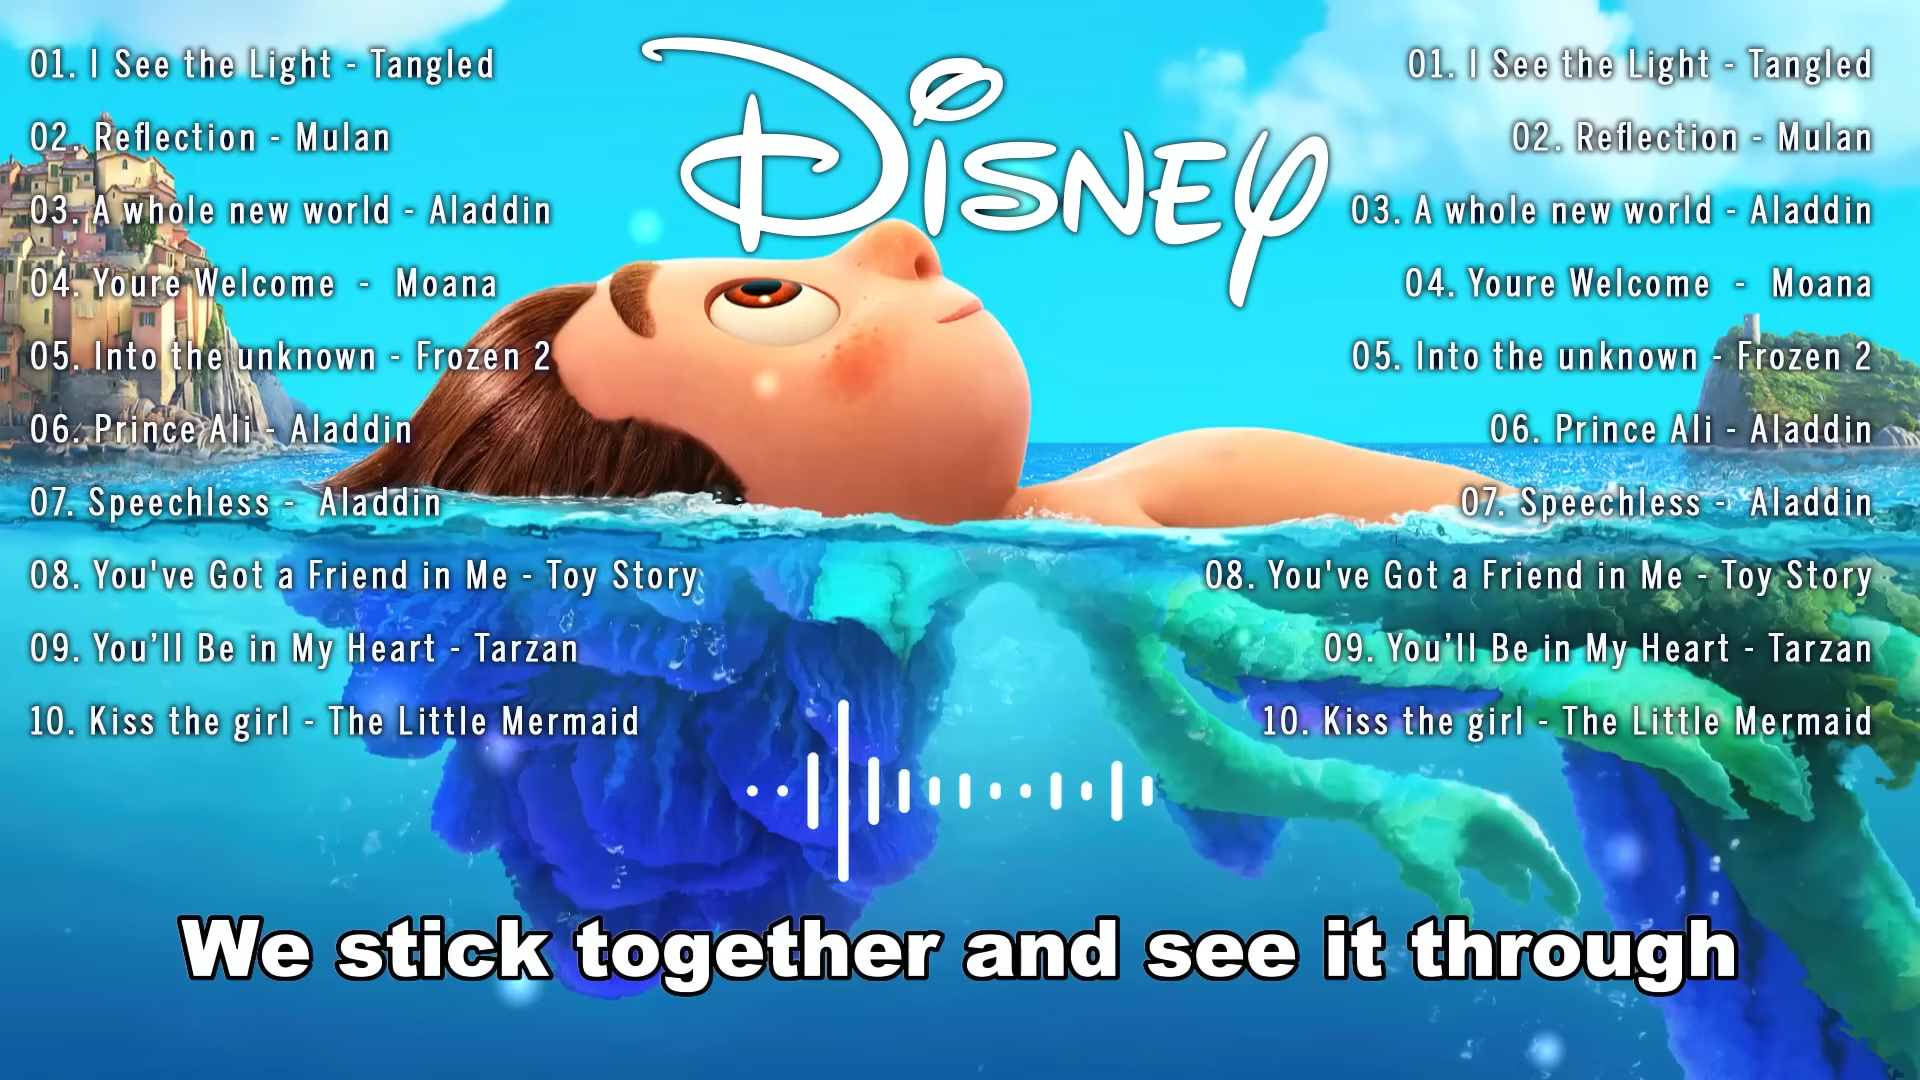 01. I See the Light - Tangled
02. Reflection - Mulan
03. A whole new world - Aladdin
04. Youre Welcome - Moana
05. Into the unknown - Frozen 2
06. Prince Ali - Aladdin
07. Speechless - Aladdin
08. You've Got a Friend in Me - Toy Story
09. You’ll Be in My Heart - Tarzan
10. Kiss the girl - The Little Mermaid
Disney
01. I See the Light - Tangled
02. Reflection - Mulan
03. A whole new world - Aladdin
04. Youre Welcome - Moana
05. Into the unknown - Frozen 2
06. Prince Ali - Aladdin
07. Speechless - Aladdin
08. You've Got a Friend in Me - Toy Story
09. You’ll Be in My Heart - Tarzan
10. Kiss the girl - The Little Mermaid
We stick together and see it through